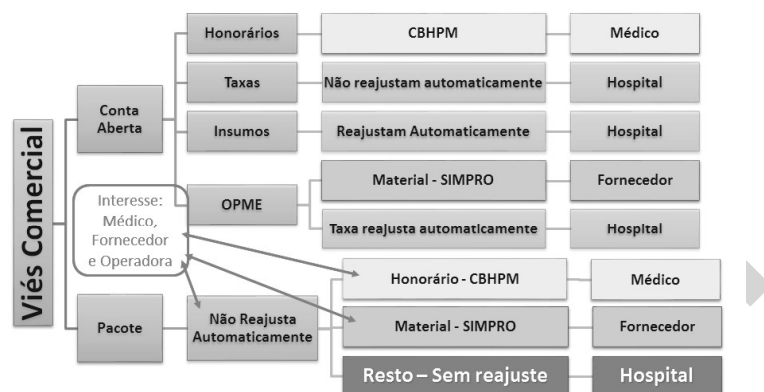 Viés Comercial
Conta
Aberta
Honorários
CBHPM
Médico
Taxas
Não reajustam automaticamente
Hospital
Insumos
Reajustam Automaticamente
Hospital
OPME
Material - SIMPRO
Fornecedor
Taxa reajusta automaticamente
Hospital
Interesse:
Médico,
Fornecedor
e Operadora
Pacote
Não Reajusta
Automaticamente
Honorário - CBHPM
Médico
Material - SIMPRO
Fornecedor
Resto – Sem reajuste
Hospital